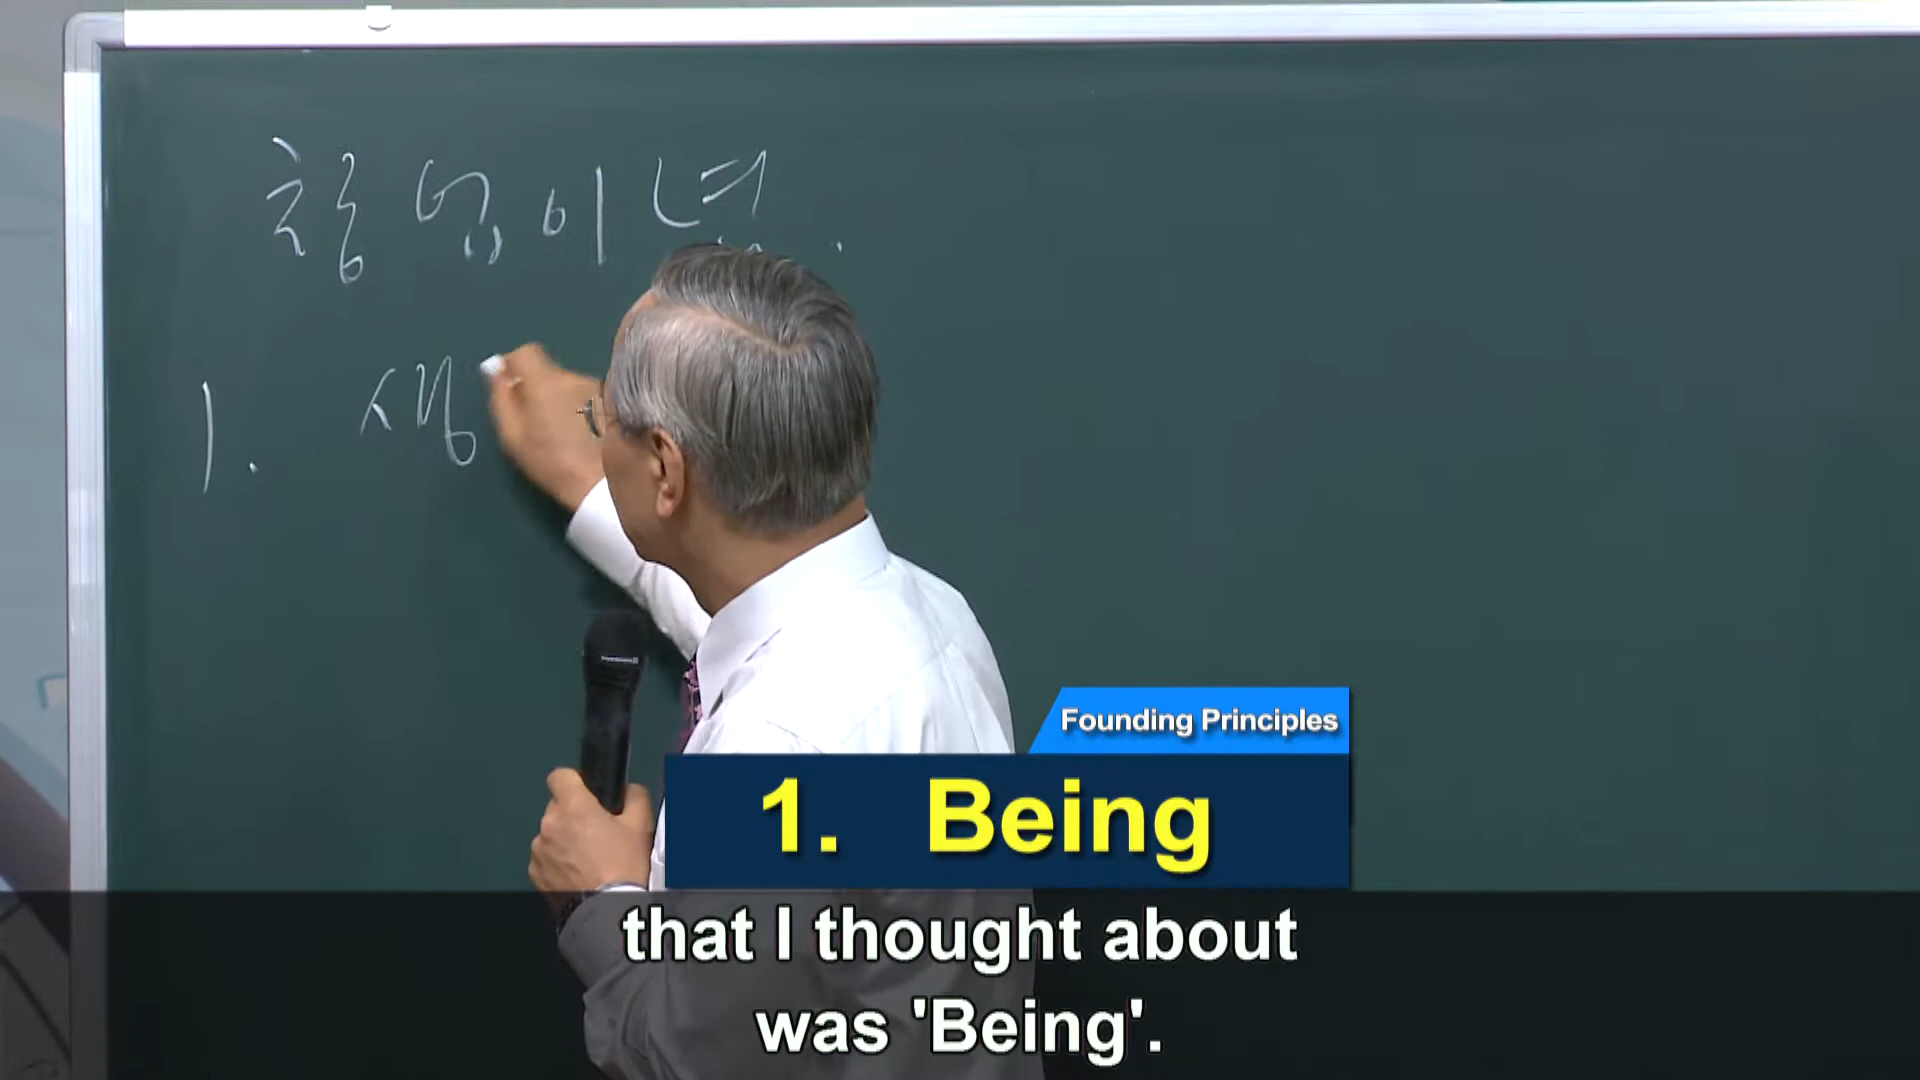 창업이념
1. 생
Founding Principles
1. Being
that I thought about
was 'Being'.